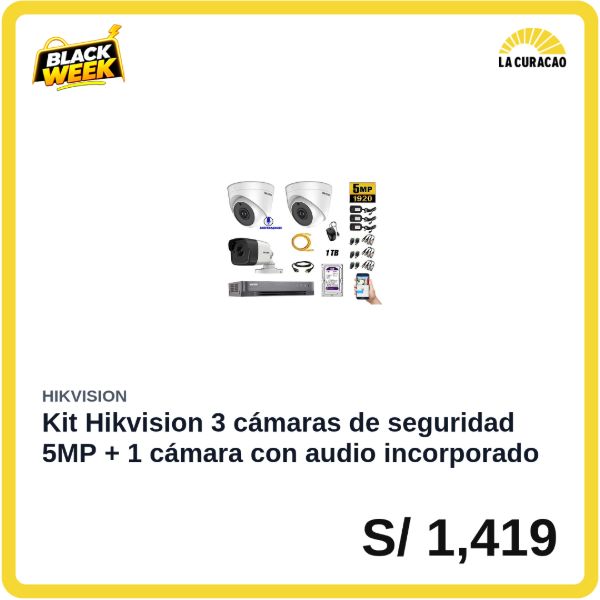 BLACK
WEEK
LA CURACAO
5MP
1920
1 TB
HIKVISION
Kit Hikvision 3 cámaras de seguridad
5MP + 1 cámara con audio incorporado
S/ 1,419